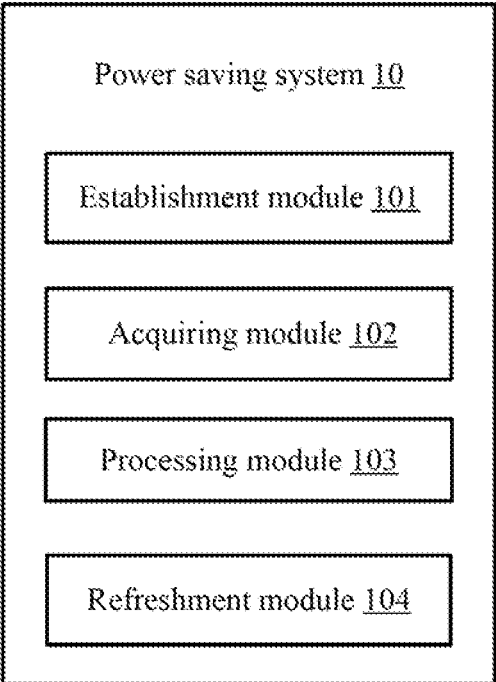 Power saving system 10
Establishment module 101
Acquiring module 102
Processing module 103
Refreshment module 104